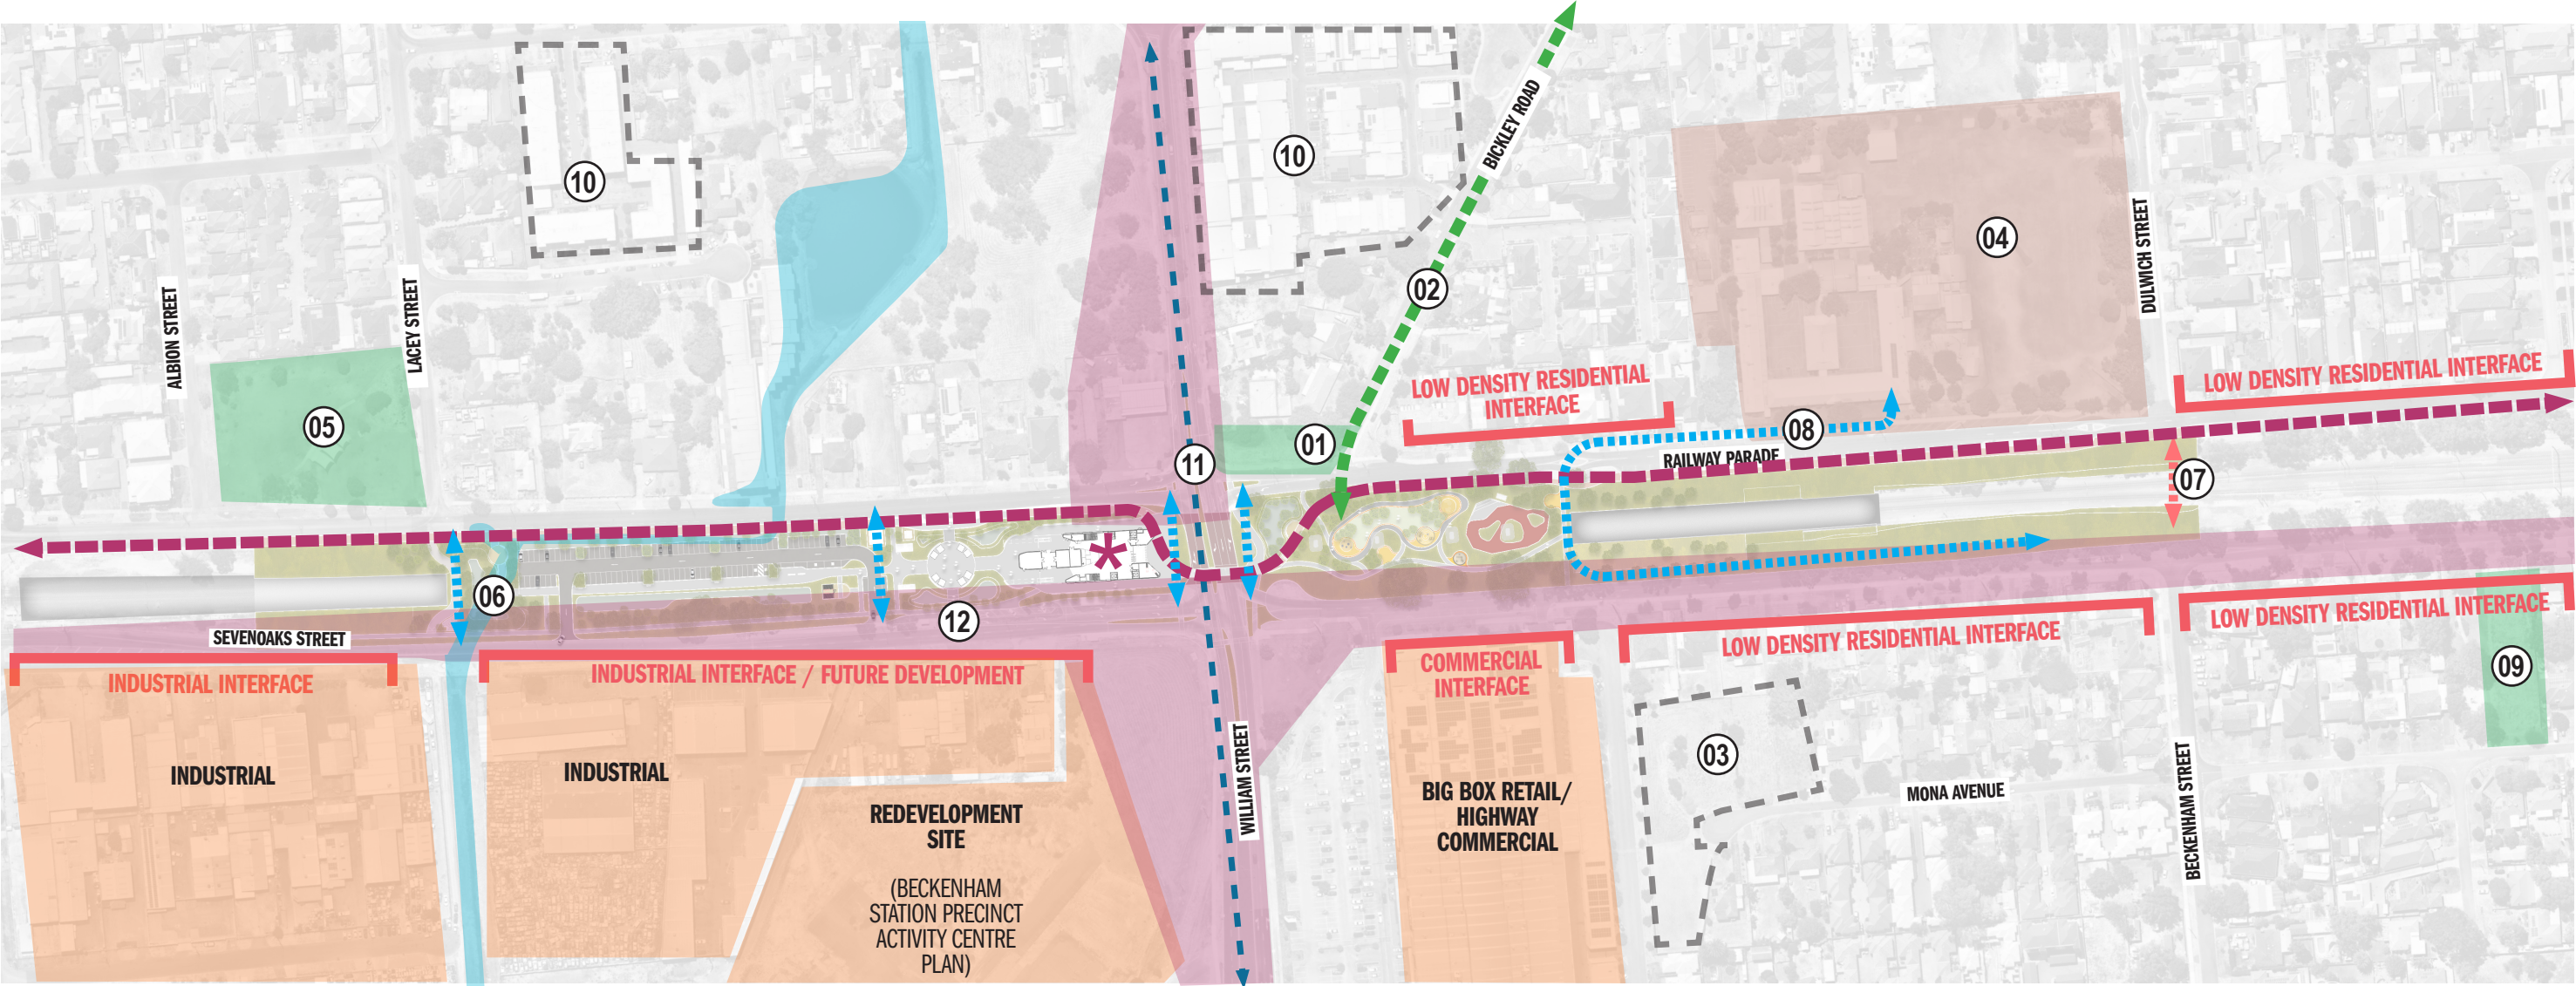 10
10
BICKLEY ROAD
04
DULWICH STREET
ALBION STREET
LACEY STREET
02
05
LOW DENSITY RESIDENTIAL
INTERFACE
LOW DENSITY RESIDENTIAL INTERFACE
01
08
11
RAILWAY PARADE
07
*
06
12
SEVENOAKS STREET
INDUSTRIAL INTERFACE
INDUSTRIAL INTERFACE / FUTURE DEVELOPMENT
COMMERCIAL
INTERFACE
LOW DENSITY RESIDENTIAL INTERFACE
LOW DENSITY RESIDENTIAL INTERFACE
09
INDUSTRIAL
INDUSTRIAL
REDEVELOPMENT
SITE
(BECKENHAM
STATION PRECINCT
ACTIVITY CENTRE
PLAN)
WILLIAM STREET
BIG BOX RETAIL/
HIGHWAY
COMMERCIAL
03
MONA AVENUE
BECKENHAM STREET